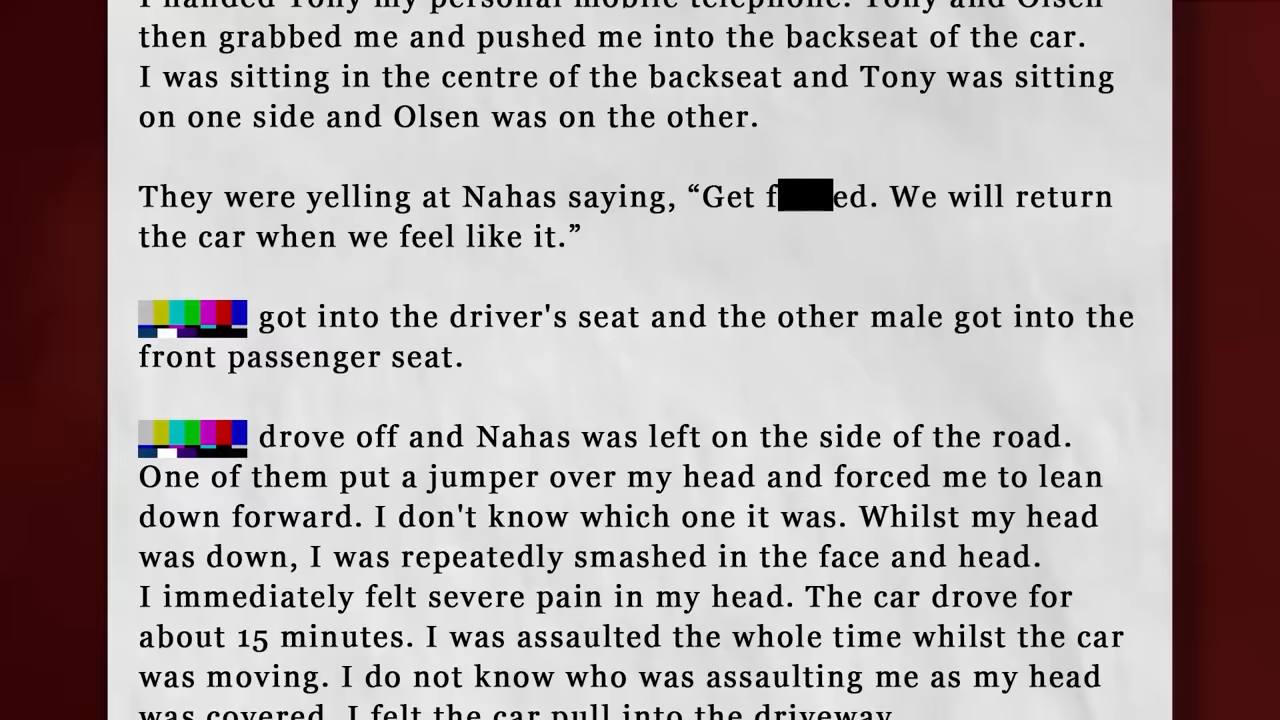 I handed Tony my personal mobile telephone. Tony and Olsen
then grabbed me and pushed me into the backseat of the car.
I was sitting in the centre of the backseat and Tony was sitting
on one side and Olsen was on the other.
They were yelling at Nahas saying, “Get f ed. We will return
the car when we feel like it.”
got into the driver's seat and the other male got into the
front passenger seat.
drove off and Nahas was left on the side of the road.
One of them put a jumper over my head and forced me to lean
down forward. I don't know which one it was. Whilst my head
was down, I was repeatedly smashed in the face and head.
I immediately felt severe pain in my head. The car drove for
about 15 minutes. I was assaulted the whole time whilst the car
was moving. I do not know who was assaulting me as my head
was covered. I felt the car pull into the driveway